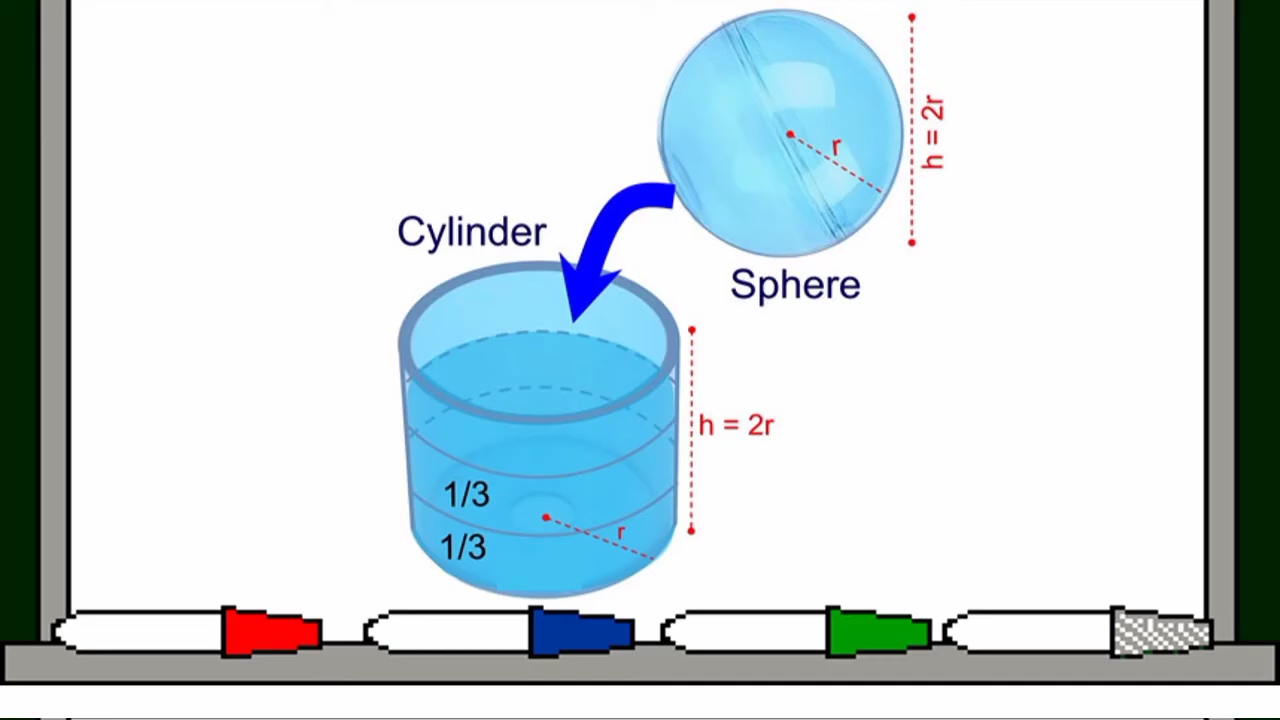 h = 2r
r
Cylinder
Sphere
h = 2r
1/3
r
1/3